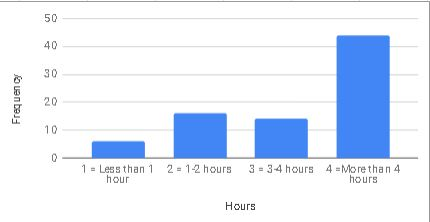 50
40
30
20
10
0
Frequency
1 = Less than 1 hour
2 = 1-2 hours
3 = 3-4 hours
4 =More than 4 hours
Hours